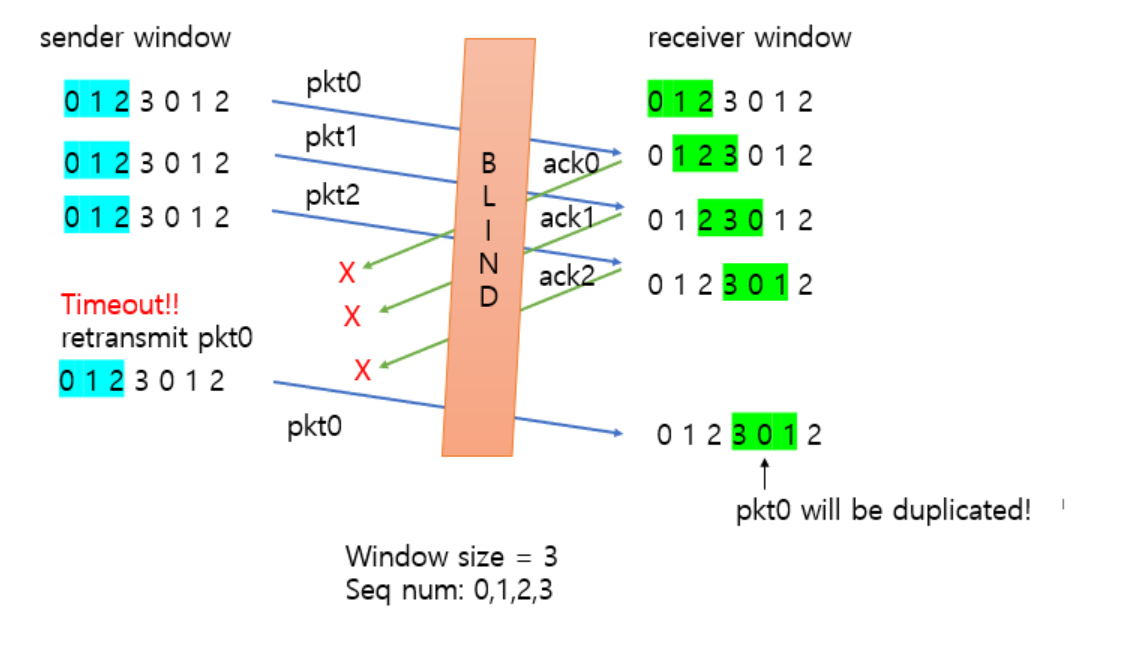 sender window
receiver window
0 1 2 3 0 1 2
pkt0
0 1 2 3 0 1 2
pkt1
0 1 2 3 0 1 2
ack0
0 1 2 3 0 1 2
pkt2
0 1 2 3 0 1 2
ack1
0 1 2 3 0 1 2
X
ack2
0 1 2 3 0 1 2
B
L
I
N
D
X
Timeout!!
retransmit pkt0
X
0 1 2 3 0 1 2
pkt0
0 1 2 3 0 1 2
pkt0 will be duplicated!
Window size = 3
Seq num: 0,1,2,3